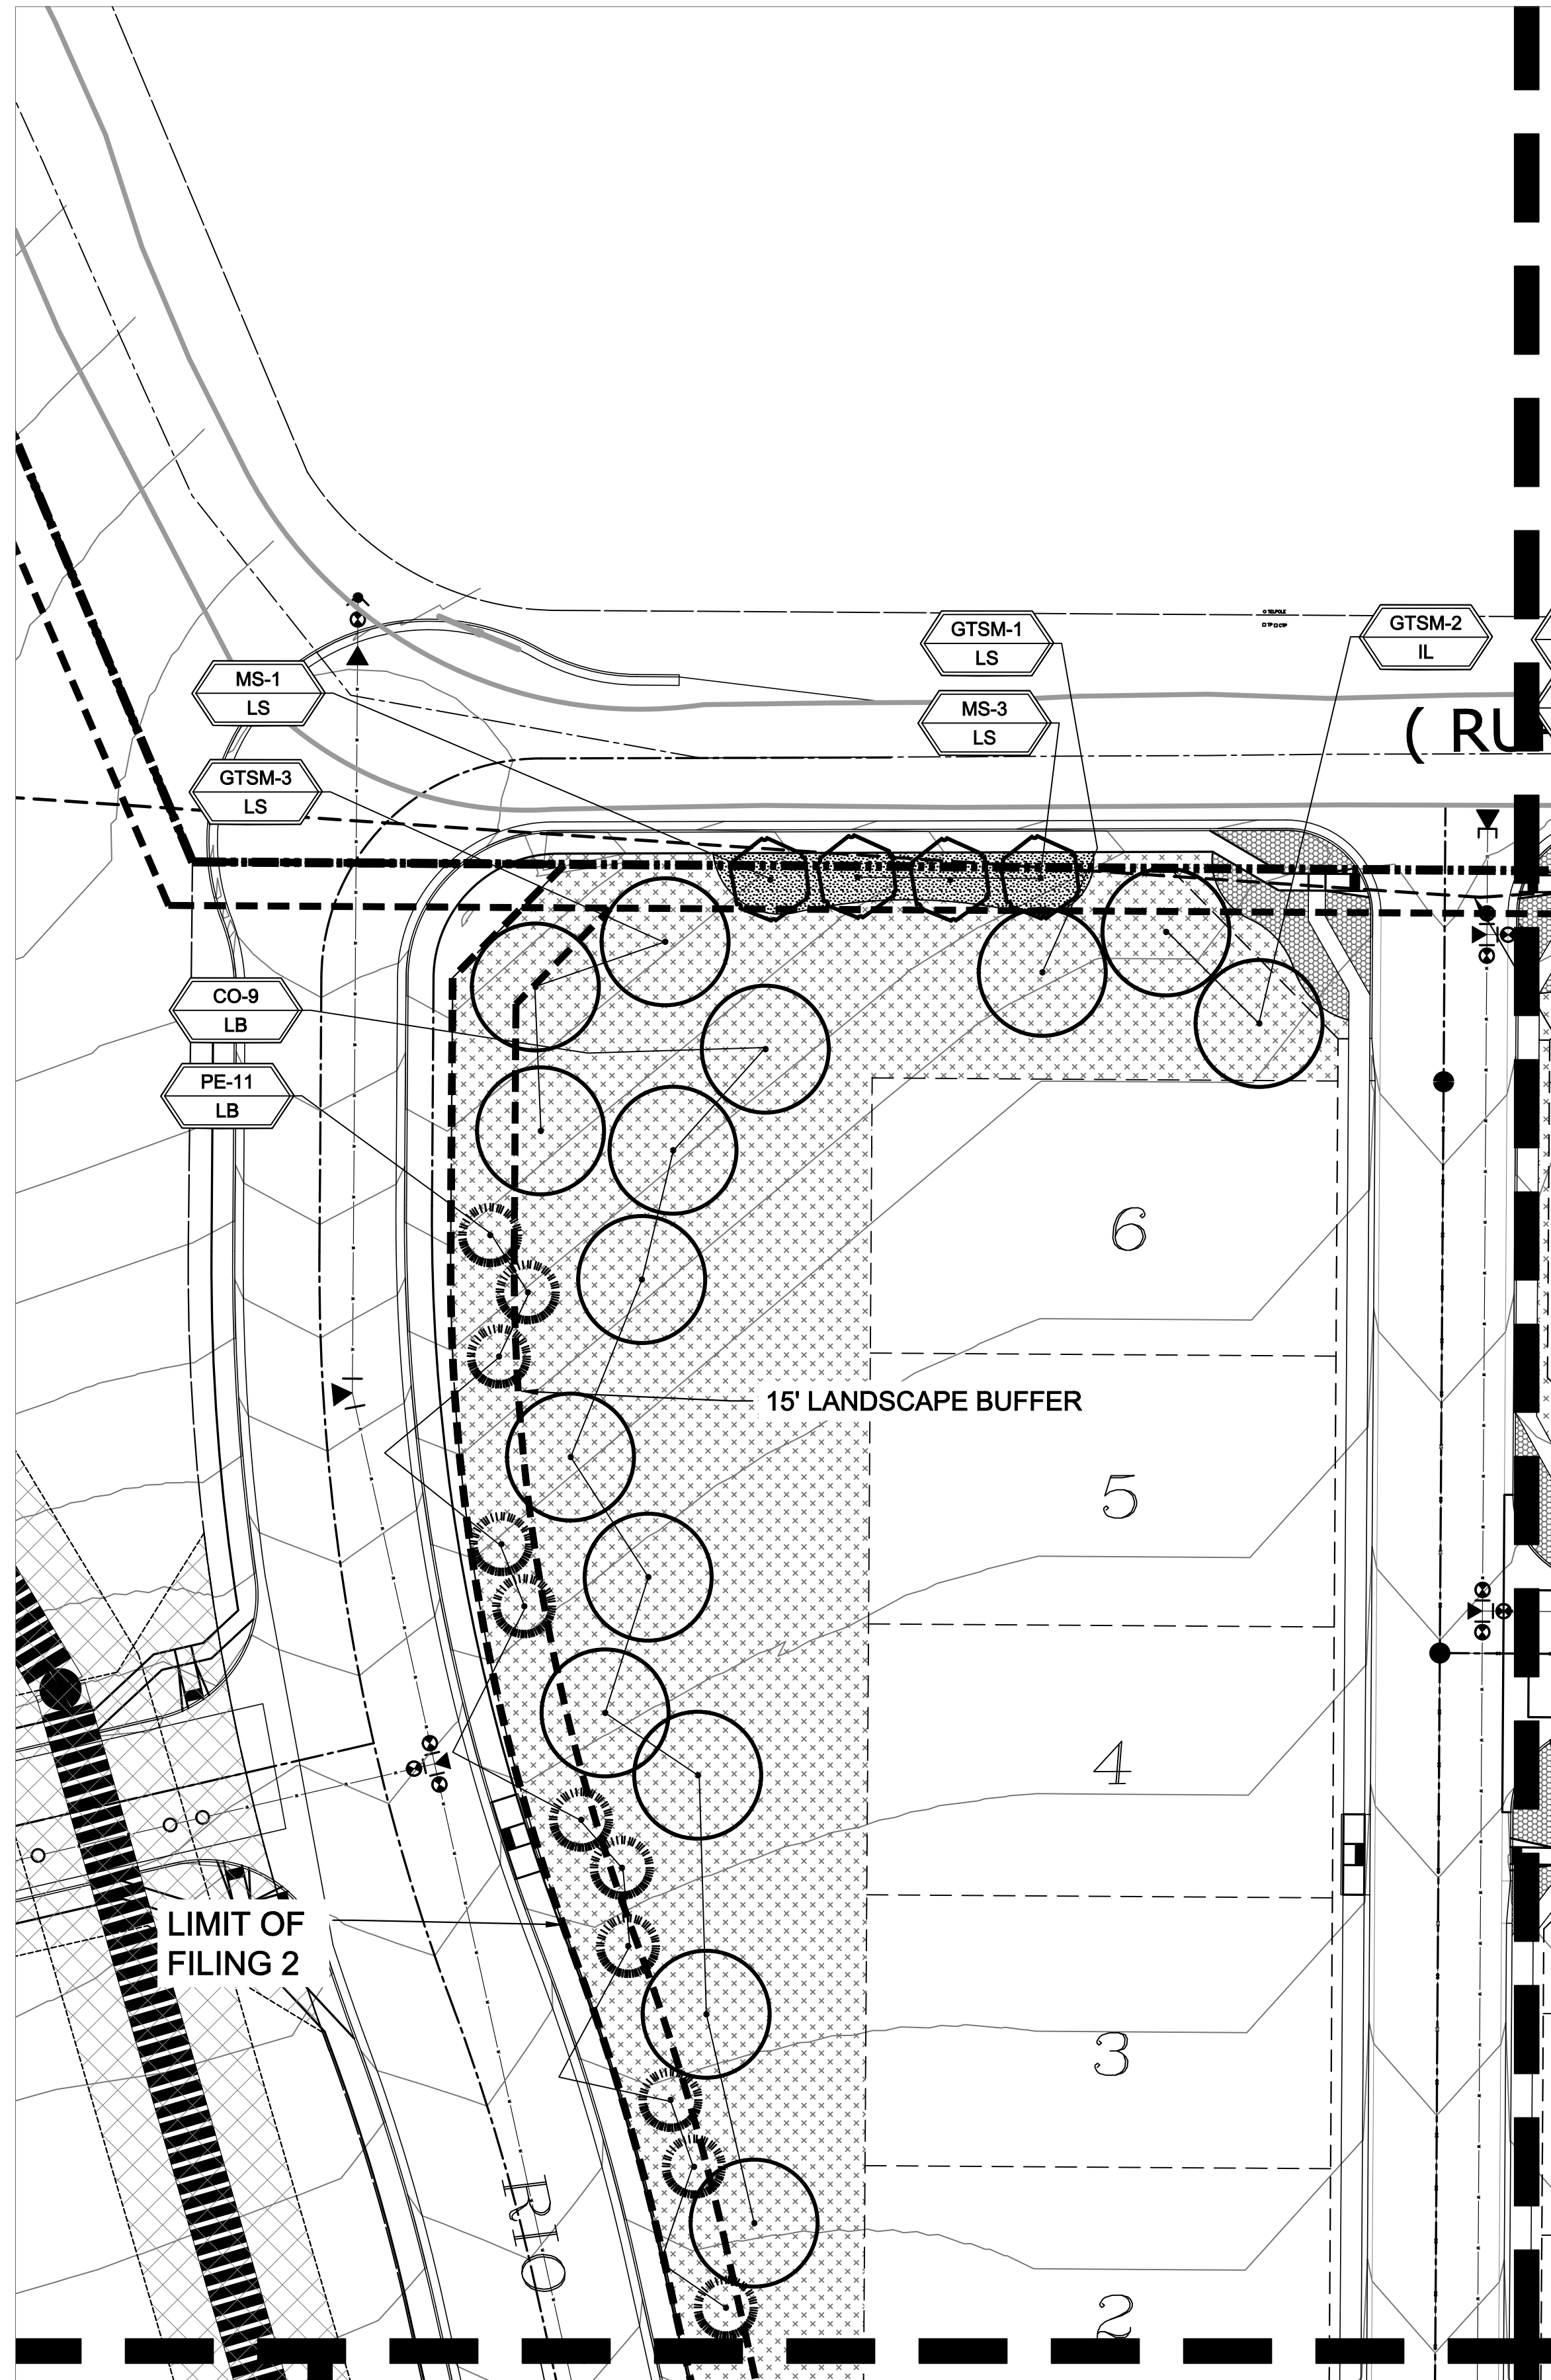 TELPOLE
GTSM-1
LS
GTSM-2
IL
MS-1
LS
MS-3
LS
( RU
GTSM-3
LS
CO-9
LB
PE-11
LB
6
15' LANDSCAPE BUFFER
5
4
LIMIT OF
FILING 2
3
RIO
2